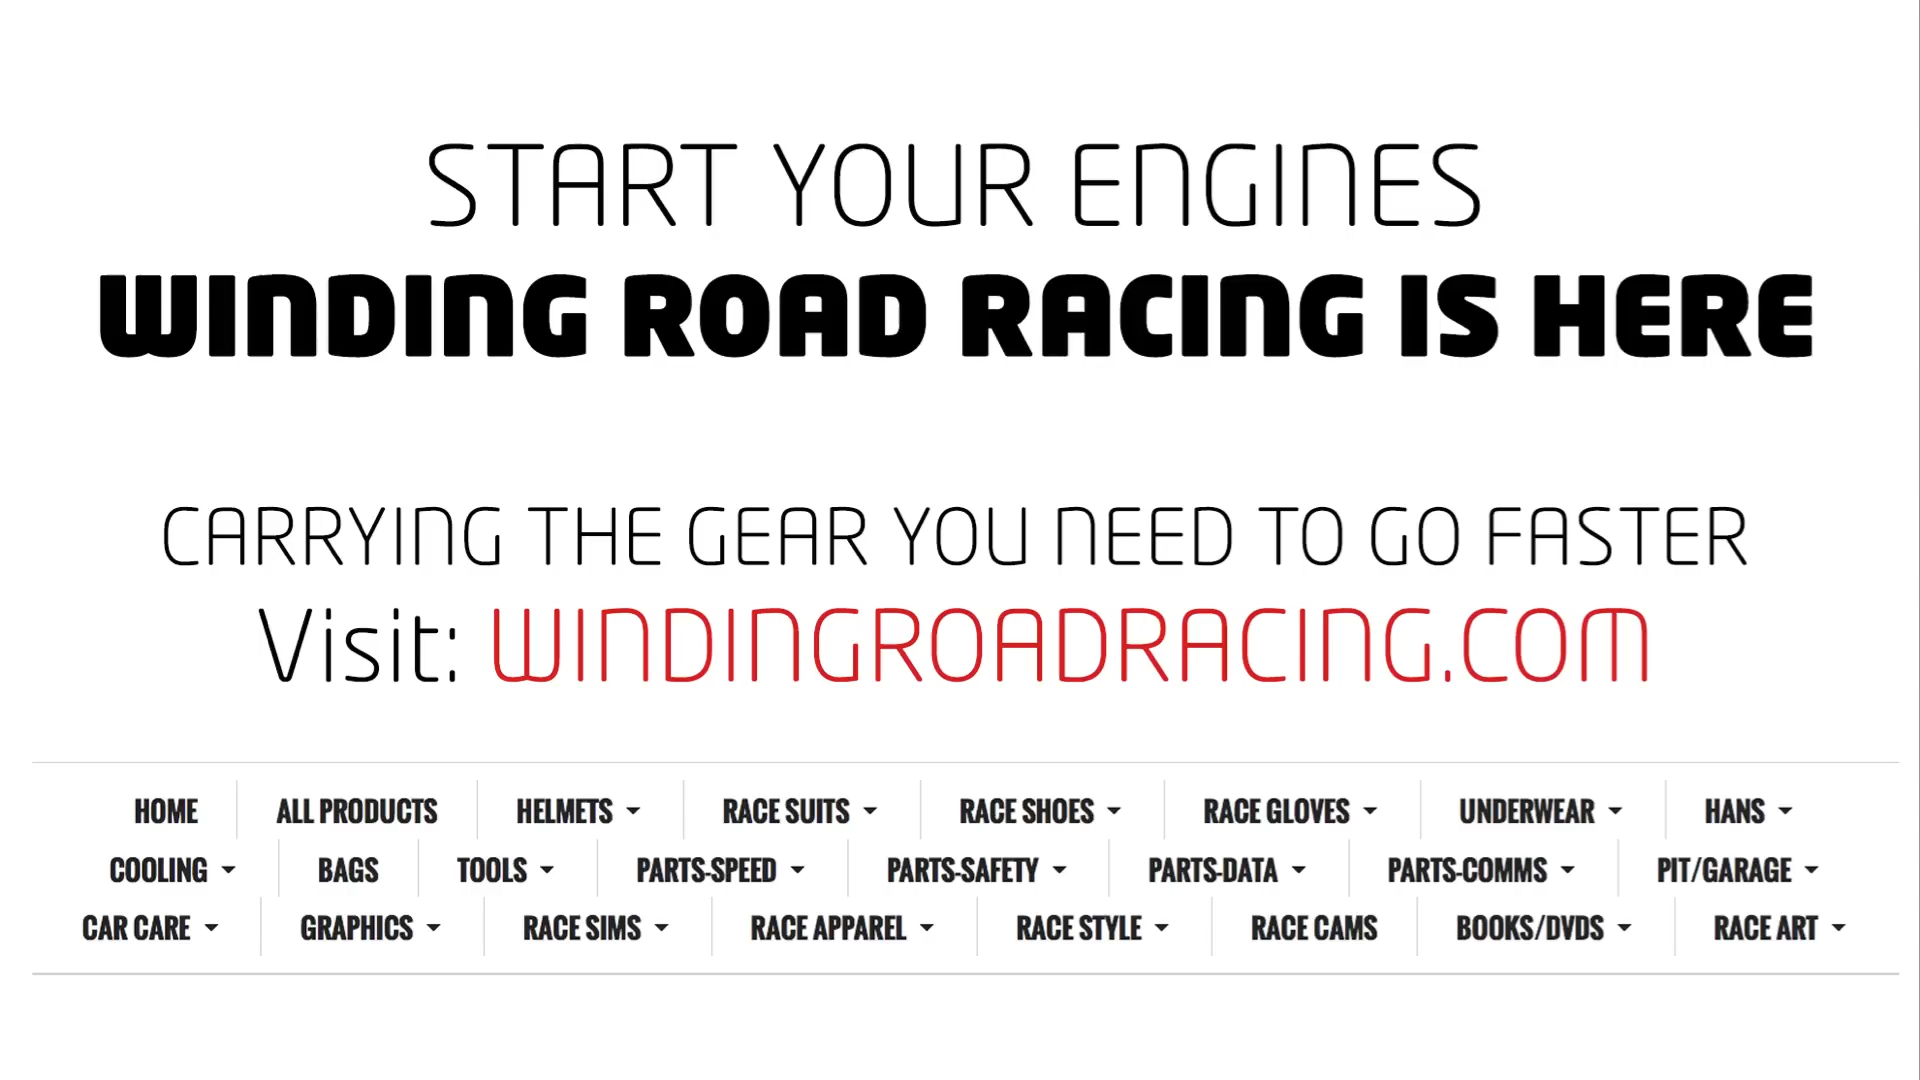 START YOUR ENGINES
WINDING ROAD RACING IS HERE
CARRYING THE GEAR YOU NEED TO GO FASTER
Visit: WINDINGROADRACING.COM
HOME ALL PRODUCTS HELMETS RACE SUITS RACE SHOES RACE GLOVES UNDERWEAR HANS
COOLING BAGS TOOLS PARTS-SPEED PARTS-SAFETY PARTS-DATA PARTS-COMMS PIT/GARAGE
CAR CARE GRAPHICS RACE SIMS RACE APPAREL RACE STYLE RACE CAMS BOOKS/DVDS RACE ART